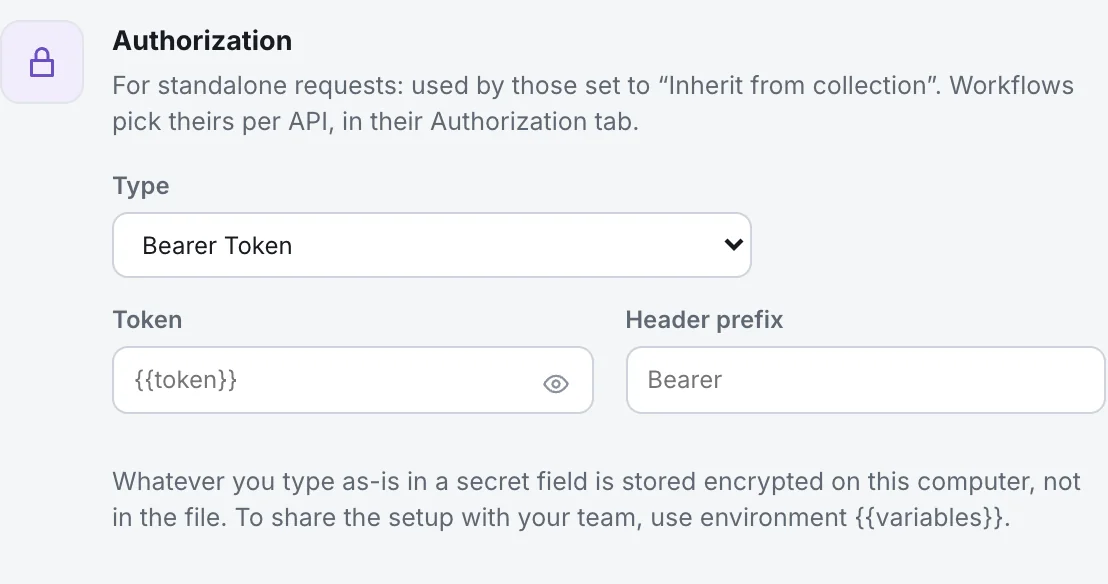 Authorization
For standalone requests: used by those set to “Inherit from collection”. Workflows
pick theirs per API, in their Authorization tab.
Type
Bearer Token
Token
Header prefix
{{token}}
Bearer
Whatever you type as-is in a secret field is stored encrypted on this computer, not
in the file. To share the setup with your team, use environment {{variables}}.